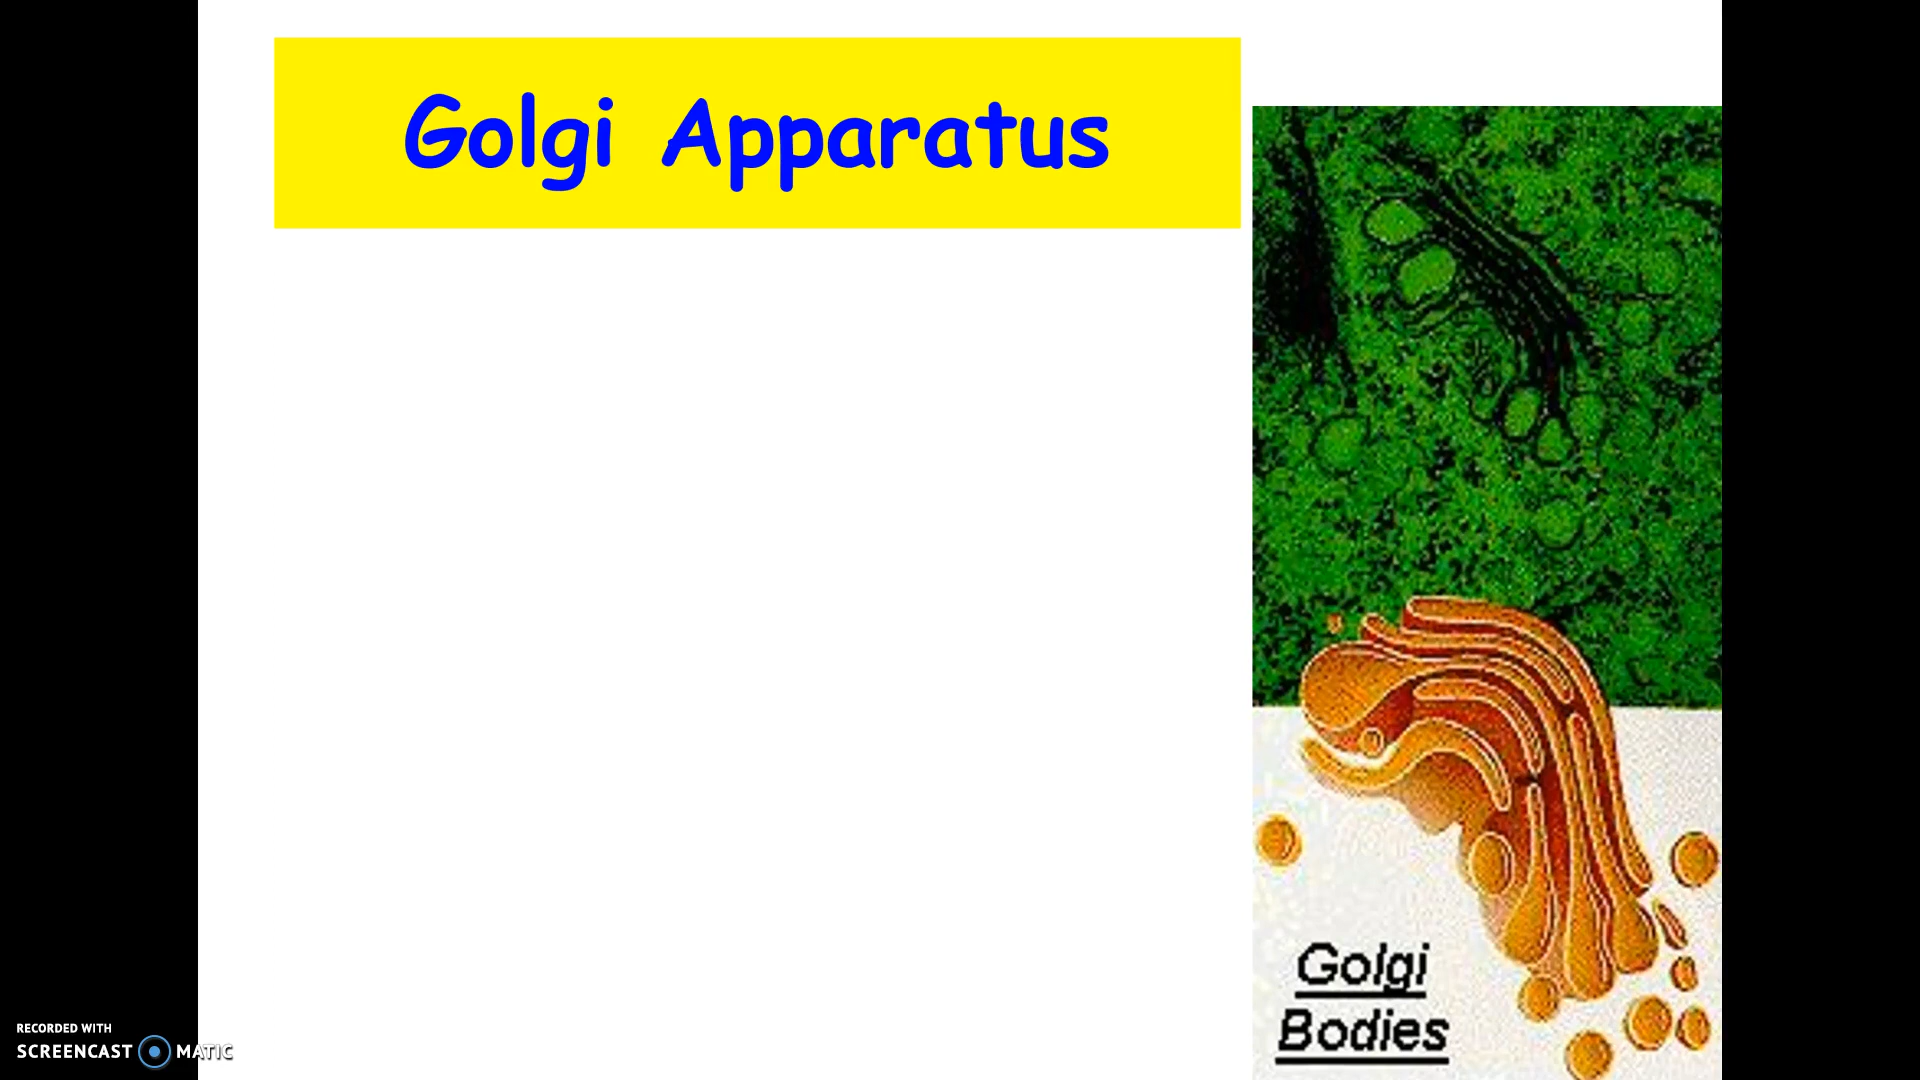 Golgi Apparatus
Golgi
Bodies
RECORDED WITH
SCREENCAST MATIC